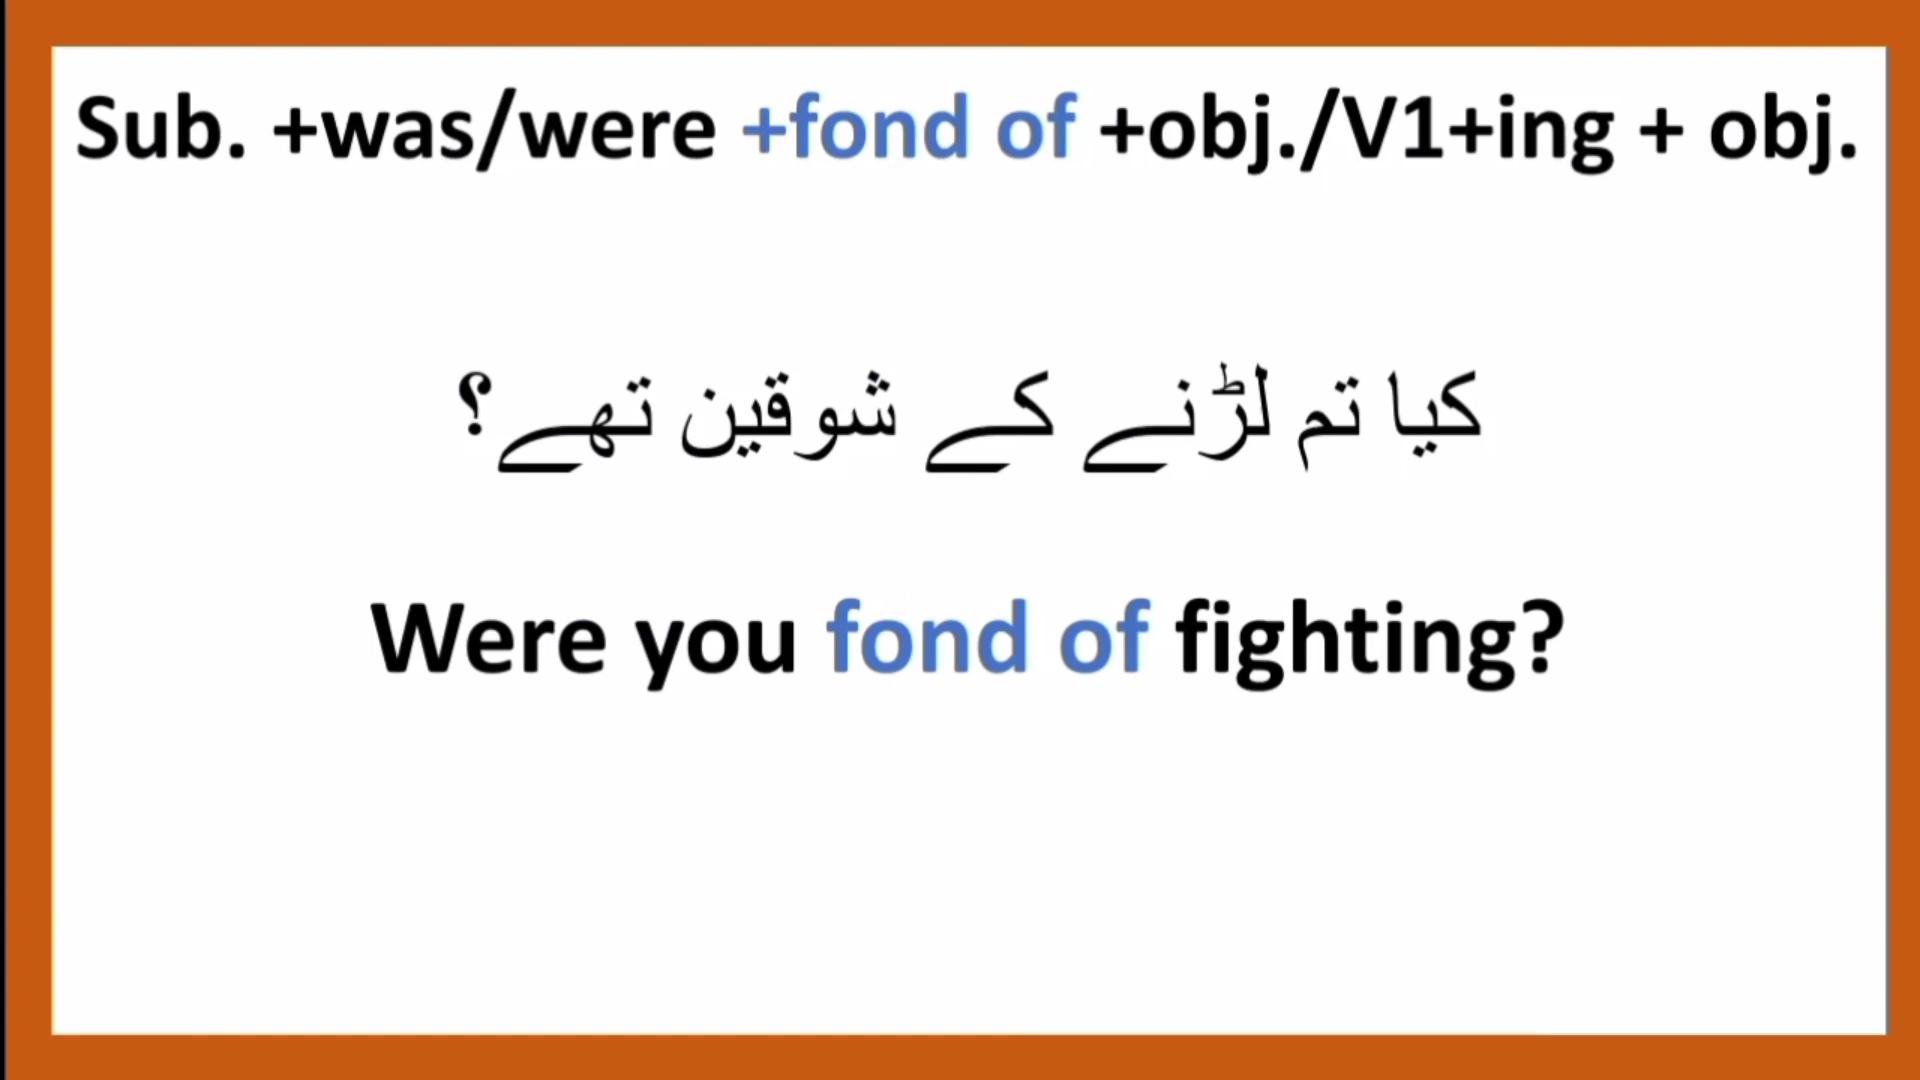 Sub. +was/were +fond of +obj./V1+ing + obj.
کیا تم لڑنے کے شوقین تھے؟
Were you fond of fighting?